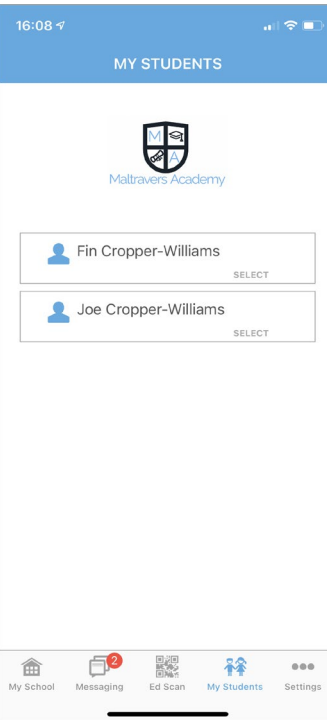 16:08
MY STUDENTS
M
A
Maltravers Academy
Fin Cropper-Williams
SELECT
Joe Cropper-Williams
SELECT
2
My School Messaging Ed Scan My Students Settings